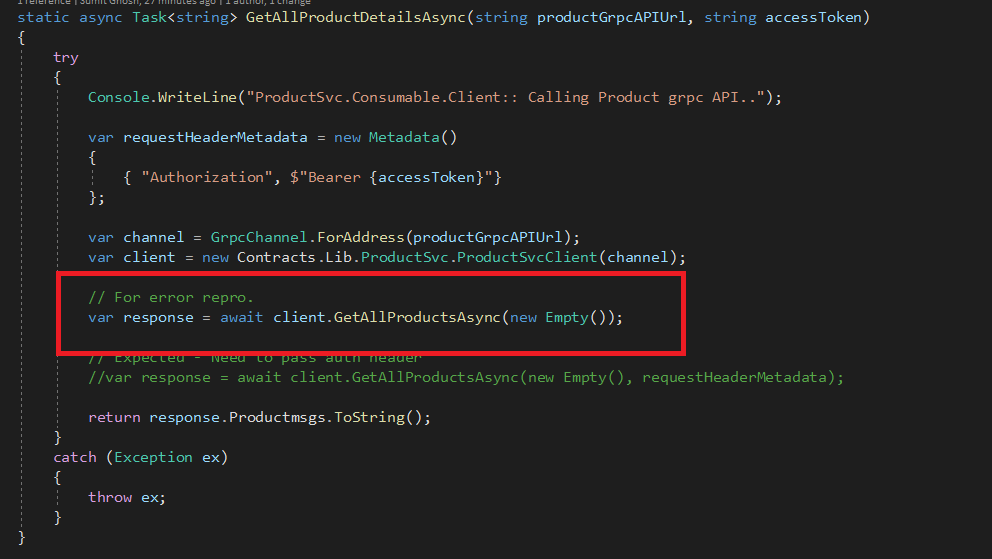 1 reference | Sumit Ghosh, 27 minutes ago | 1 author, 1 change
static async Task<string> GetAllProductDetailsAsync(string productGrpcAPIUrl, string accessToken)
{
try
{
Console.WriteLine("ProductSvc.Consumable.Client:: Calling Product grpc API..");
var requestHeaderMetadata = new Metadata()
{
{ "Authorization", $"Bearer {accessToken}"}
};
var channel = GrpcChannel.ForAddress(productGrpcAPIUrl);
var client = new Contracts.Lib.ProductSvc.ProductSvcClient(channel);
// For error repro.
var response = await client.GetAllProductsAsync(new Empty());
// Expected - Need to pass auth header
//var response = await client.GetAllProductsAsync(new Empty(), requestHeaderMetadata);
return response.Productmsgs.ToString();
}
catch (Exception ex)
{
throw ex;
}
}